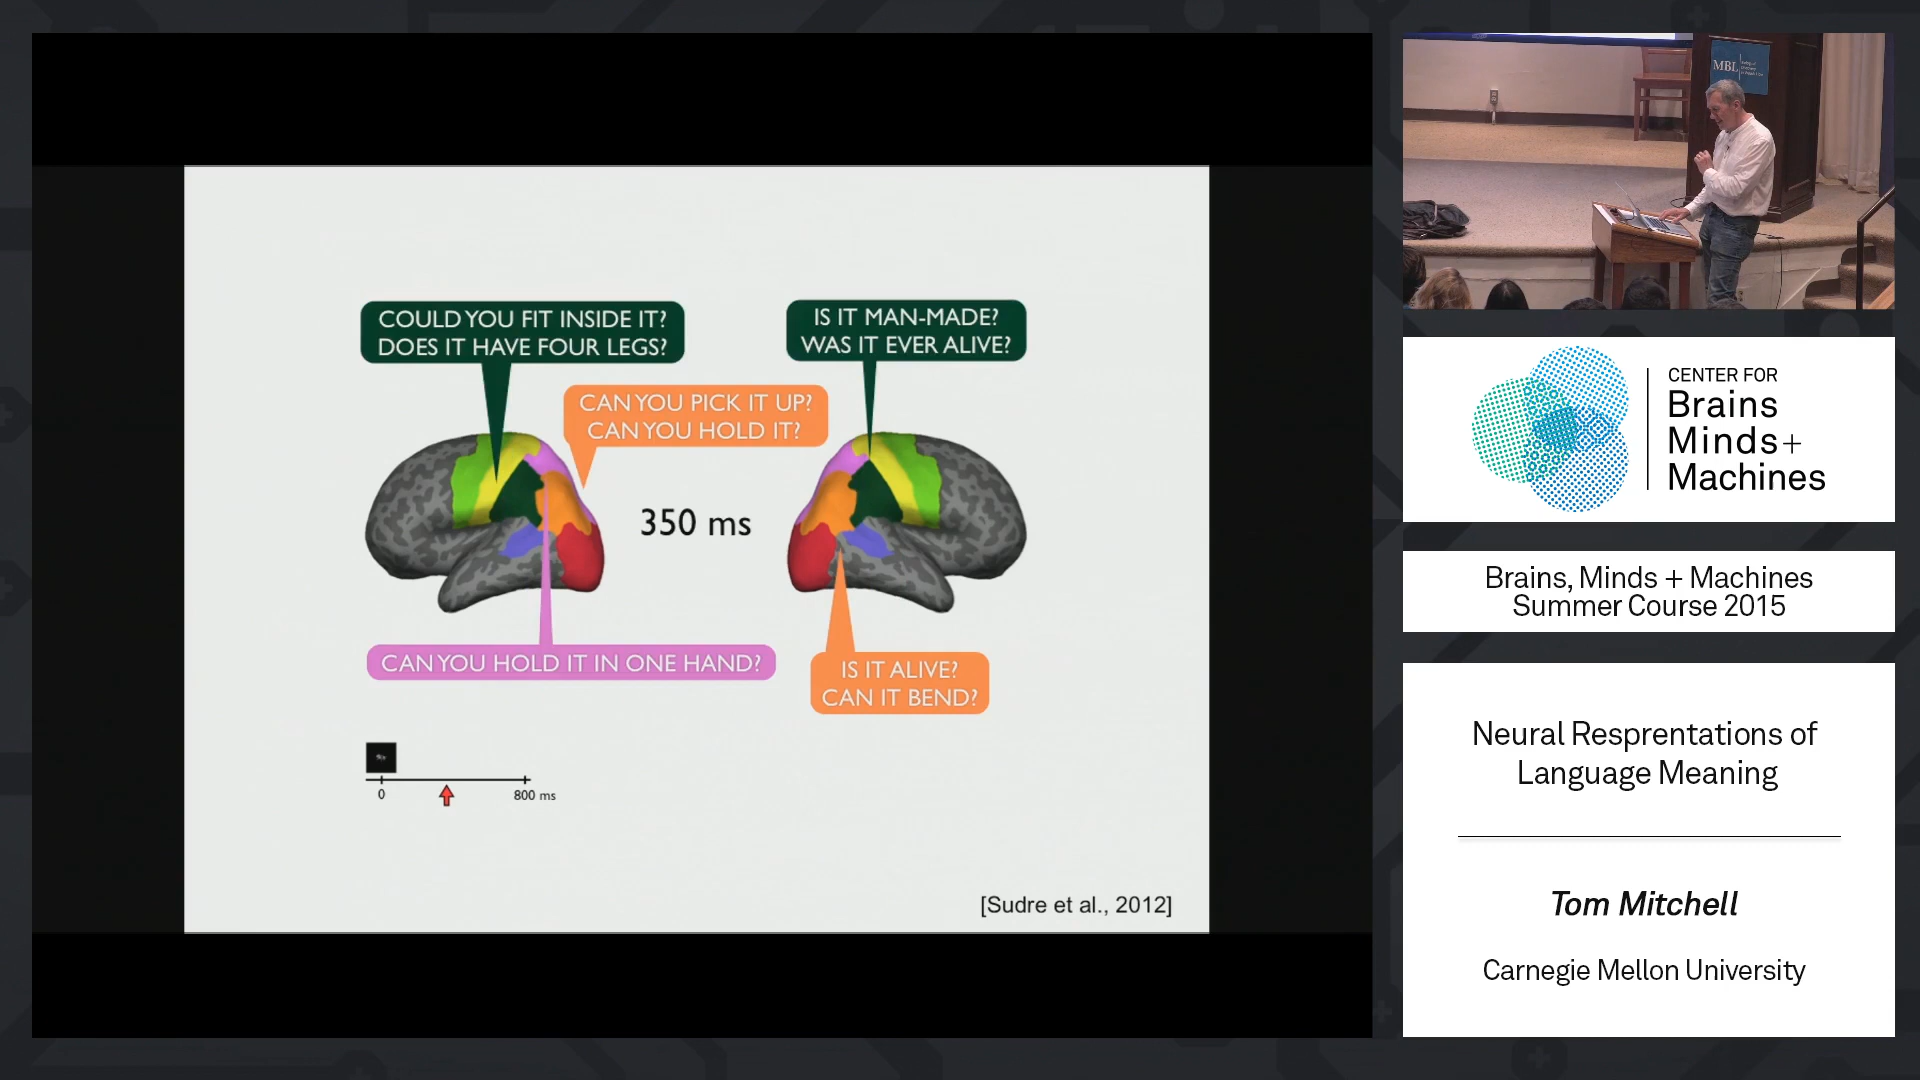 COULD YOU FIT INSIDE IT?
DOES IT HAVE FOUR LEGS?
IS IT MAN-MADE?
WAS IT EVER ALIVE?
CAN YOU PICK IT UP?
CAN YOU HOLD IT?
350 ms
CAN YOU HOLD IT IN ONE HAND?
IS IT ALIVE?
CAN IT BEND?
0
800 ms
[Sudre et al., 2012]
MBL
CENTER FOR
Brains
Minds+
Machines
Brains, Minds + Machines
Summer Course 2015
Neural Resprentations of
Language Meaning
Tom Mitchell
Carnegie Mellon University